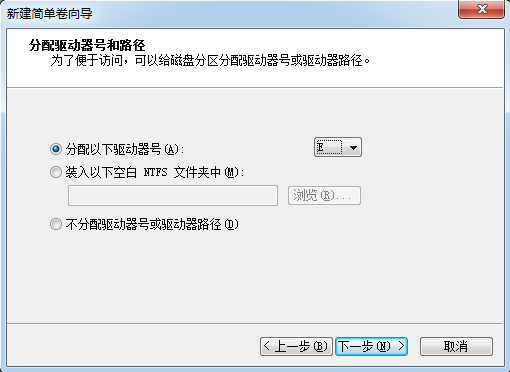 新建简单卷向导
分配驱动器号和路径
为了便于访问，可以给磁盘分区分配驱动器号或驱动器路径。
分配以下驱动器号(A): E
装入以下空白 NTFS 文件夹中(M):
浏览(R)...
不分配驱动器号或驱动器路径(D)
< 上一步(B) 下一步(N) > 取消